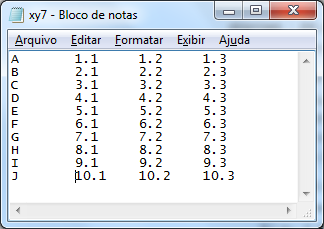 xy7 - Bloco de notas
Arquivo Editar Formatar Exibir Ajuda
A 1.1 1.2 1.3
B 2.1 2.2 2.3
C 3.1 3.2 3.3
D 4.1 4.2 4.3
E 5.1 5.2 5.3
F 6.1 6.2 6.3
G 7.1 7.2 7.3
H 8.1 8.2 8.3
I 9.1 9.2 9.3
J 10.1 10.2 10.3